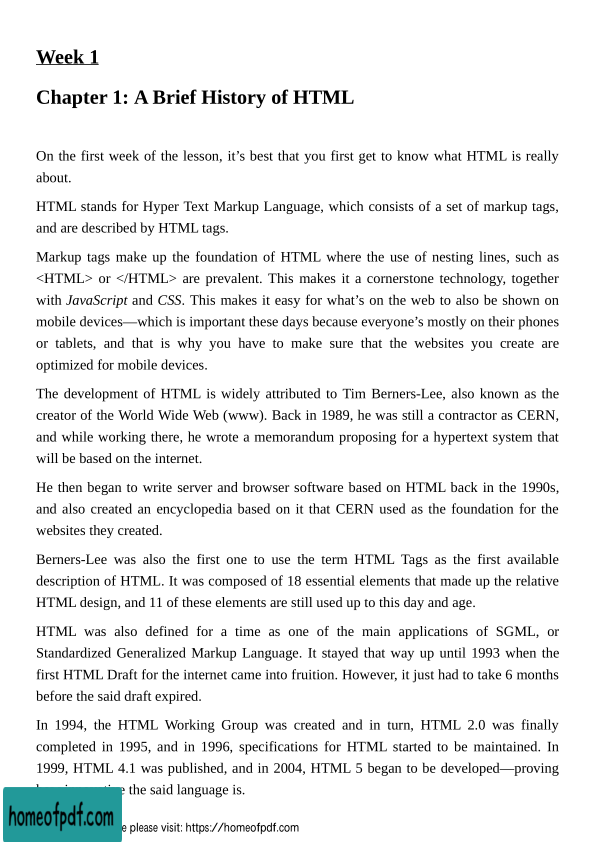 Week 1
Chapter 1: A Brief History of HTML
On the first week of the lesson, it’s best that you first get to know what HTML is really
about.
HTML stands for Hyper Text Markup Language, which consists of a set of markup tags,
and are described by HTML tags.
Markup tags make up the foundation of HTML where the use of nesting lines, such as
<HTML> or </HTML> are prevalent. This makes it a cornerstone technology, together
with JavaScript and CSS. This makes it easy for what’s on the web to also be shown on
mobile devices—which is important these days because everyone’s mostly on their phones
or tablets, and that is why you have to make sure that the websites you create are
optimized for mobile devices.
The development of HTML is widely attributed to Tim Berners-Lee, also known as the
creator of the World Wide Web (www). Back in 1989, he was still a contractor as CERN,
and while working there, he wrote a memorandum proposing for a hypertext system that
will be based on the internet.
He then began to write server and browser software based on HTML back in the 1990s,
and also created an encyclopedia based on it that CERN used as the foundation for the
websites they created.
Berners-Lee was also the first one to use the term HTML Tags as the first available
description of HTML. It was composed of 18 essential elements that made up the relative
HTML design, and 11 of these elements are still used up to this day and age.
HTML was also defined for a time as one of the main applications of SGML, or
Standardized Generalized Markup Language. It stayed that way up until 1993 when the
first HTML Draft for the internet came into fruition. However, it just had to take 6 months
before the said draft expired.
In 1994, the HTML Working Group was created and in turn, HTML 2.0 was finally
completed in 1995, and in 1996, specifications for HTML started to be maintained. In
1999, HTML 4.1 was published, and in 2004, HTML 5 began to be developed—proving
the said language is.
homeofpdf.com
please visit: https://homeofpdf.com